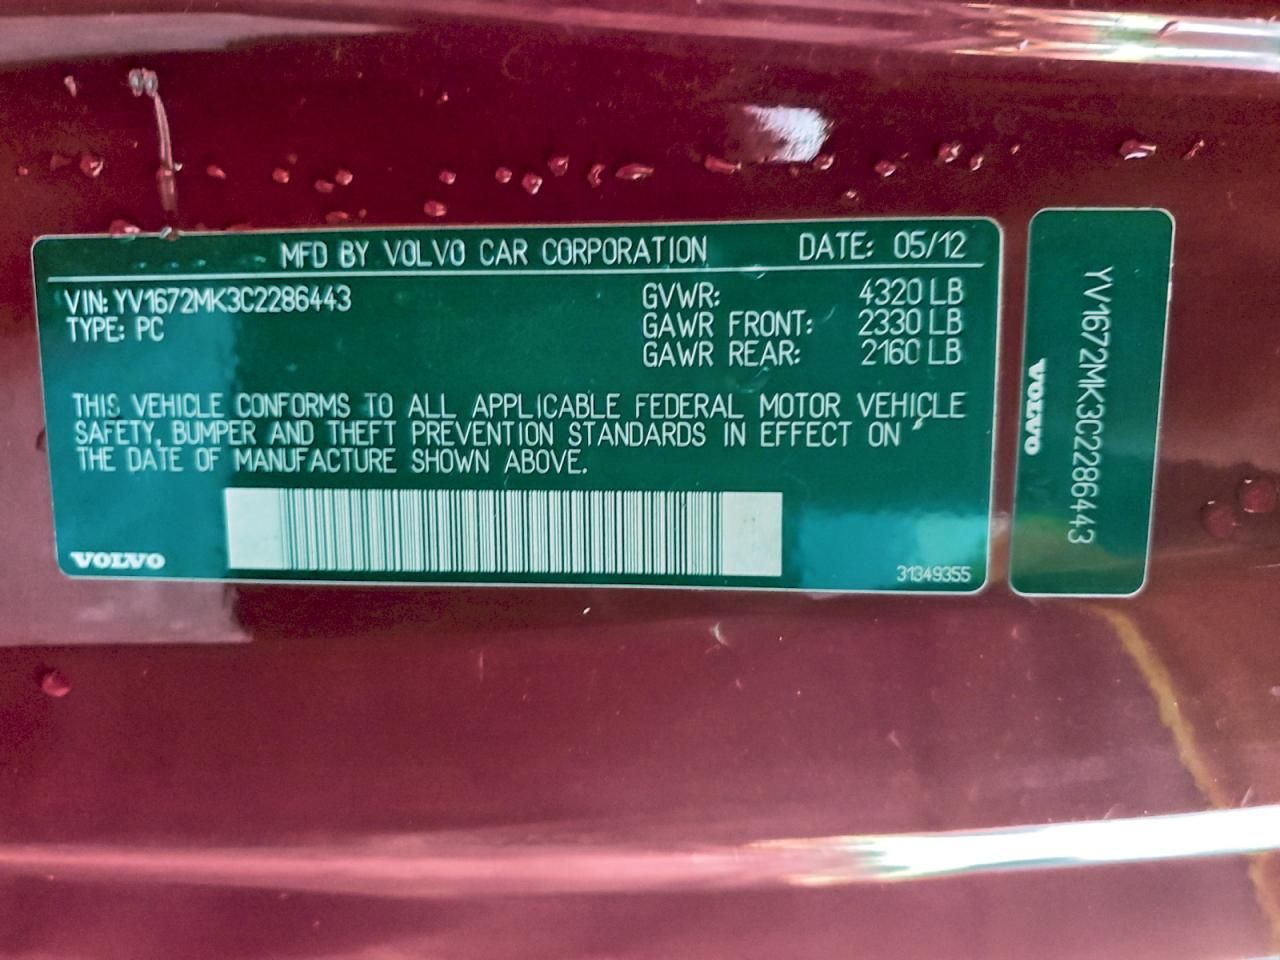 MFD BY VOLVO CAR CORPORATION DATE: 05/12
VIN: YV1672MK3C2286443 GVWR: 4320 LB
TYPE: PC GAWR FRONT: 2330 LB
GAWR REAR: 2160 LB
THIS VEHICLE CONFORMS TO ALL APPLICABLE FEDERAL MOTOR VEHICLE
SAFETY, BUMPER AND THEFT PREVENTION STANDARDS IN EFFECT ON
THE DATE OF MANUFACTURE SHOWN ABOVE.
VOLVO
31349355
YV1672MK3C2286443
VOLVO